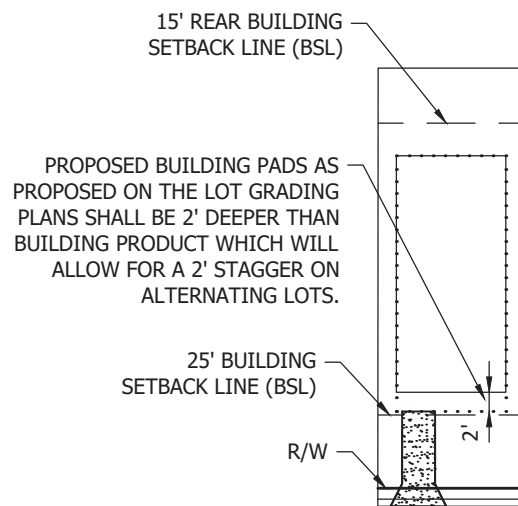 15' REAR BUILDING
SETBACK LINE (BSL)
PROPOSED BUILDING PADS AS
PROPOSED ON THE LOT GRADING
PLANS SHALL BE 2' DEEPER THAN
BUILDING PRODUCT WHICH WILL
ALLOW FOR A 2' STAGGER ON
ALTERNATING LOTS.
25' BUILDING
SETBACK LINE (BSL)
2'
R/W